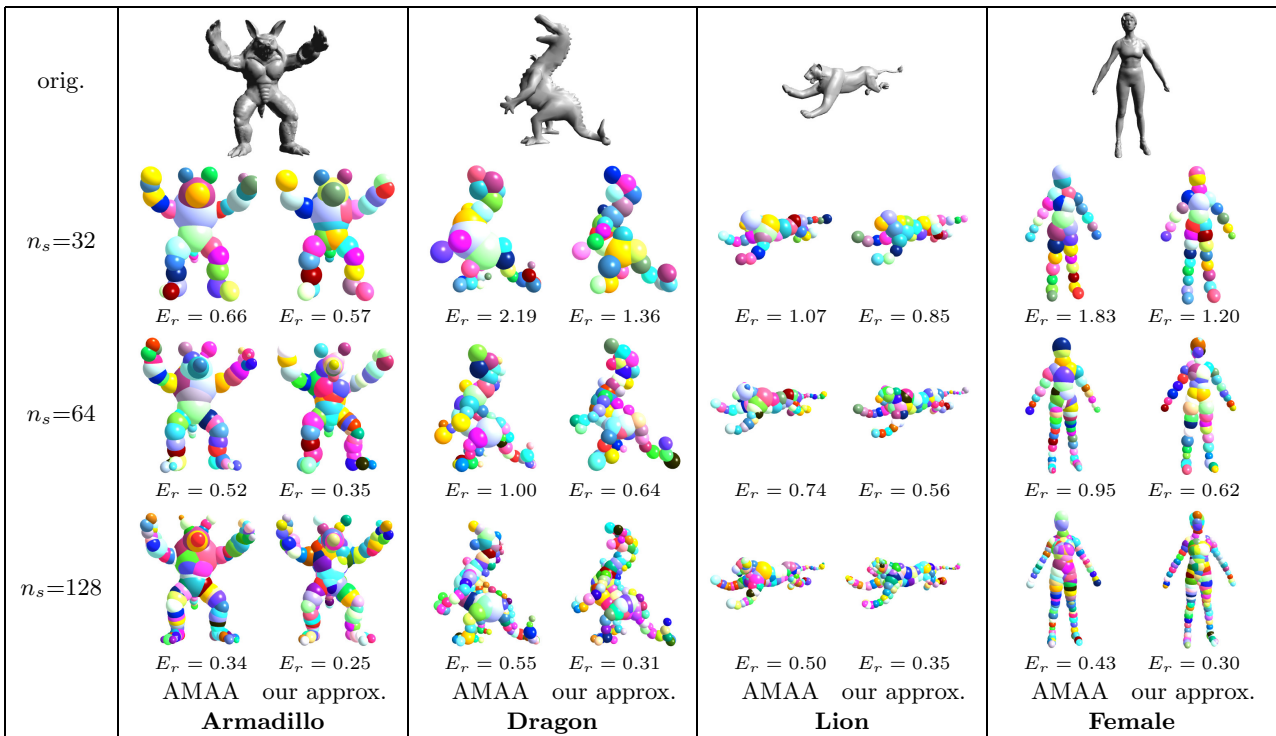 orig.
n_s=32
E_r = 0.66 E_r = 0.57 E_r = 2.19 E_r = 1.36 E_r = 1.07 E_r = 0.85 E_r = 1.83 E_r = 1.20
n_s=64
E_r = 0.52 E_r = 0.35 E_r = 1.00 E_r = 0.64 E_r = 0.74 E_r = 0.56 E_r = 0.95 E_r = 0.62
n_s=128
E_r = 0.34 E_r = 0.25 E_r = 0.55 E_r = 0.31 E_r = 0.50 E_r = 0.35 E_r = 0.43 E_r = 0.30
AMAA our approx. AMAA our approx. AMAA our approx. AMAA our approx.
Armadillo Dragon Lion Female